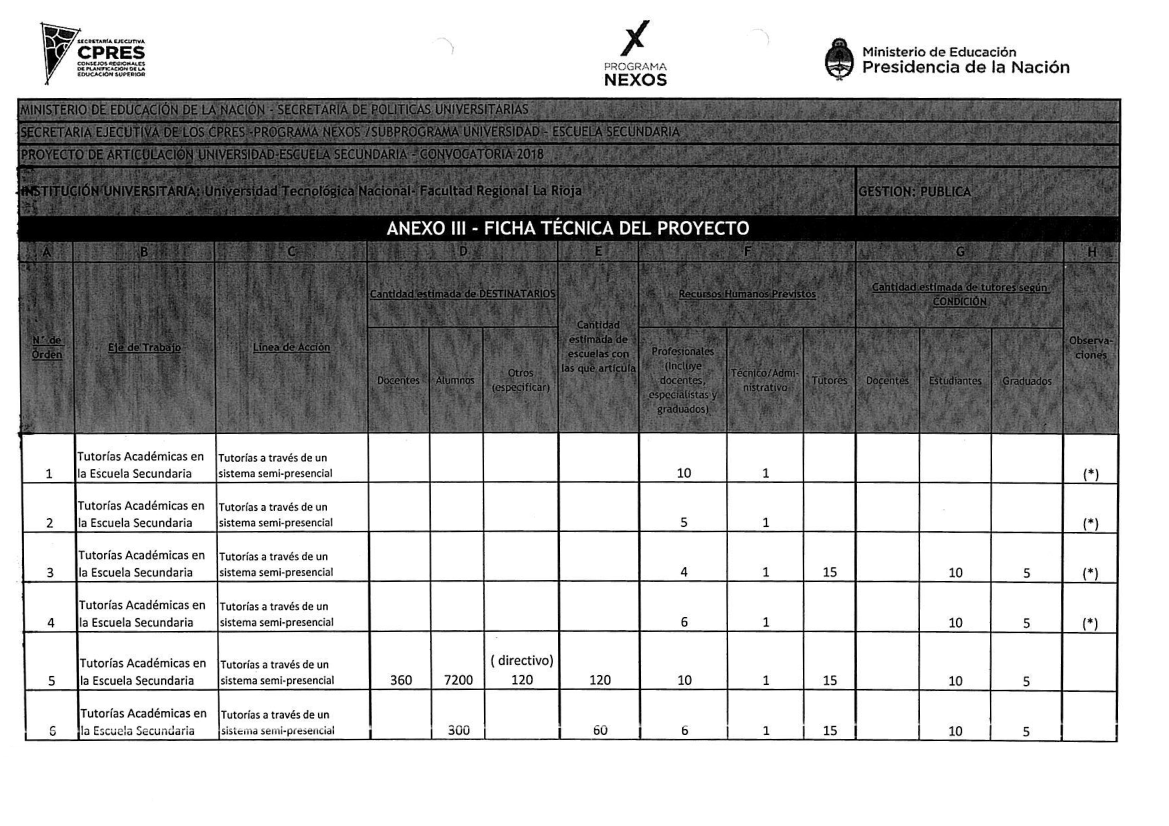 SECRETARÍA EJECUTIVA
CPRES
CONSEJOS REGIONALES
DE PLANIFICACIÓN DE LA
EDUCACIÓN SUPERIOR
PROGRAMA
NEXOS
Ministerio de Educación
Presidencia de la Nación
MINISTERIO DE EDUCACIÓN DE LA NACIÓN - SECRETARÍA DE POLITICAS UNIVERSITARIAS
SECRETARIA EJECUTIVA DE LOS CPRES -PROGRAMA NEXOS /SUBPROGRAMA UNIVERSIDAD - ESCUELA SECUNDARIA
PROYECTO DE ARTICULACIÓN UNIVERSIDAD-ESCUELA SECUNDARIA - CONVOCATORIA 2018
INSTITUCIÓN UNIVERSITARIA: Universidad Tecnológica Nacional- Facultad Regional La Rioja GESTION: PUBLICA
ANEXO III - FICHA TÉCNICA DEL PROYECTO
A B C D E F G H
N° de
Orden
Eje de Trabajo
Línea de Acción
Cantidad estimada de DESTINATARIOS
Docentes Alumnos
Otros
(especificar)
Cantidad
estimada de
escuelas con
las que articula
Recursos Humanos Previstos
Profesionales
(incluye
docentes,
especialistas y
graduados)
Técnico/Admi-
nistrativo
Tutores
Cantidad estimada de tutores según
CONDICIÓN
Docentes Estudiantes Graduados
Observa-
ciones
Tutorías Académicas en Tutorías a través de un
1 la Escuela Secundaria sistema semi-presencial 10 1 (*)
Tutorías Académicas en Tutorías a través de un
2 la Escuela Secundaria sistema semi-presencial 5 1 (*)
Tutorías Académicas en Tutorías a través de un
3 la Escuela Secundaria sistema semi-presencial 4 1 15 10 5 (*)
Tutorías Académicas en Tutorías a través de un
4 la Escuela Secundaria sistema semi-presencial 6 1 10 5 (*)
Tutorías Académicas en Tutorías a través de un ( directivo)
5 la Escuela Secundaria sistema semi-presencial 360 7200 120 120 10 1 15 10 5
Tutorías Académicas en Tutorías a través de un
6 la Escuela Secundaria sistema semi-presencial 300 60 6 1 15 10 5